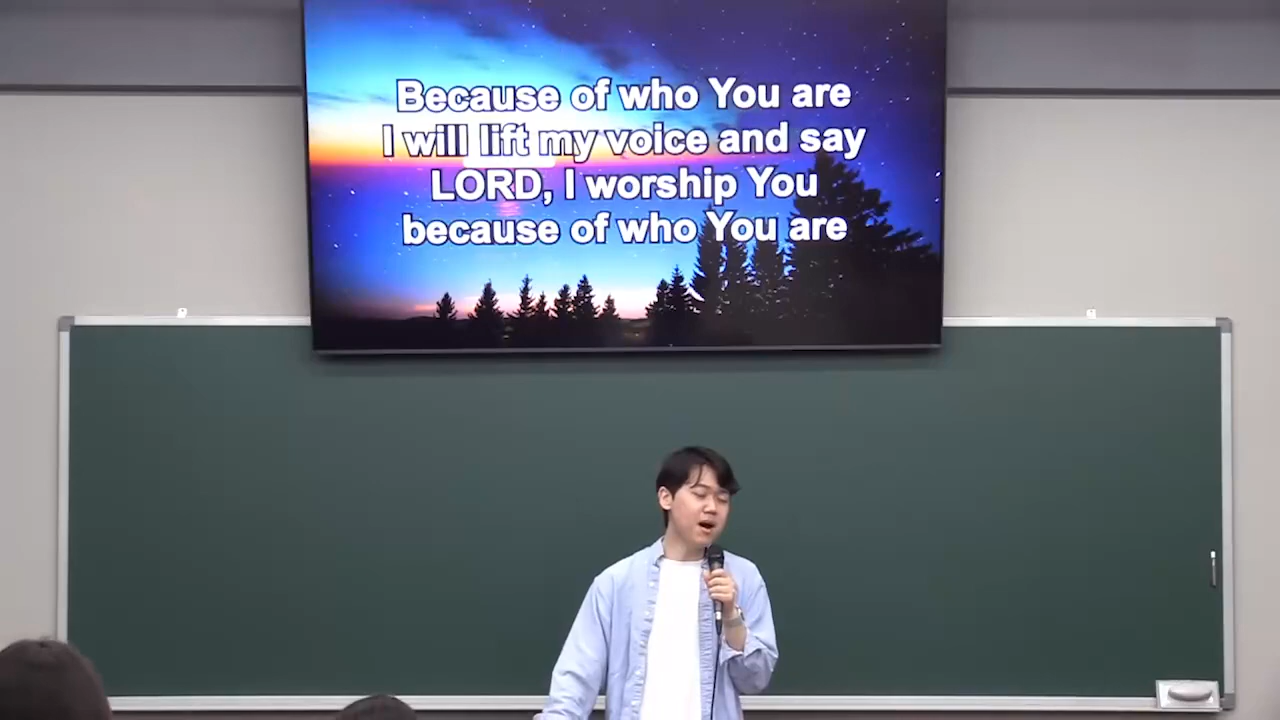 Because of who You are
I will lift my voice and say
LORD, I worship You
because of who You are